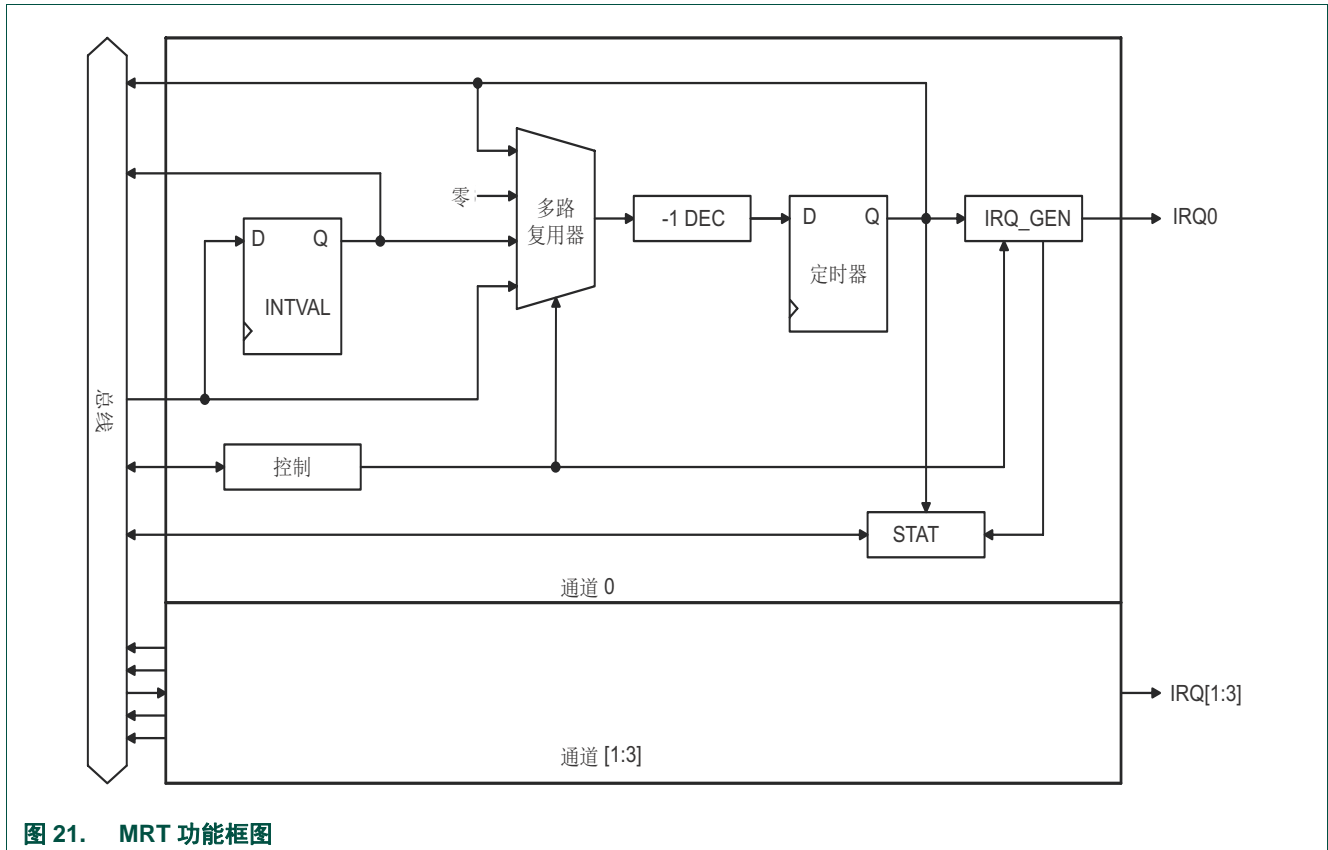 零
多路
复用器
-1 DEC
D Q
定时器
IRQ_GEN
IRQ0
D Q
INTVAL
总线
控制
STAT
通道 0
IRQ[1:3]
通道 [1:3]
图 21. MRT 功能框图